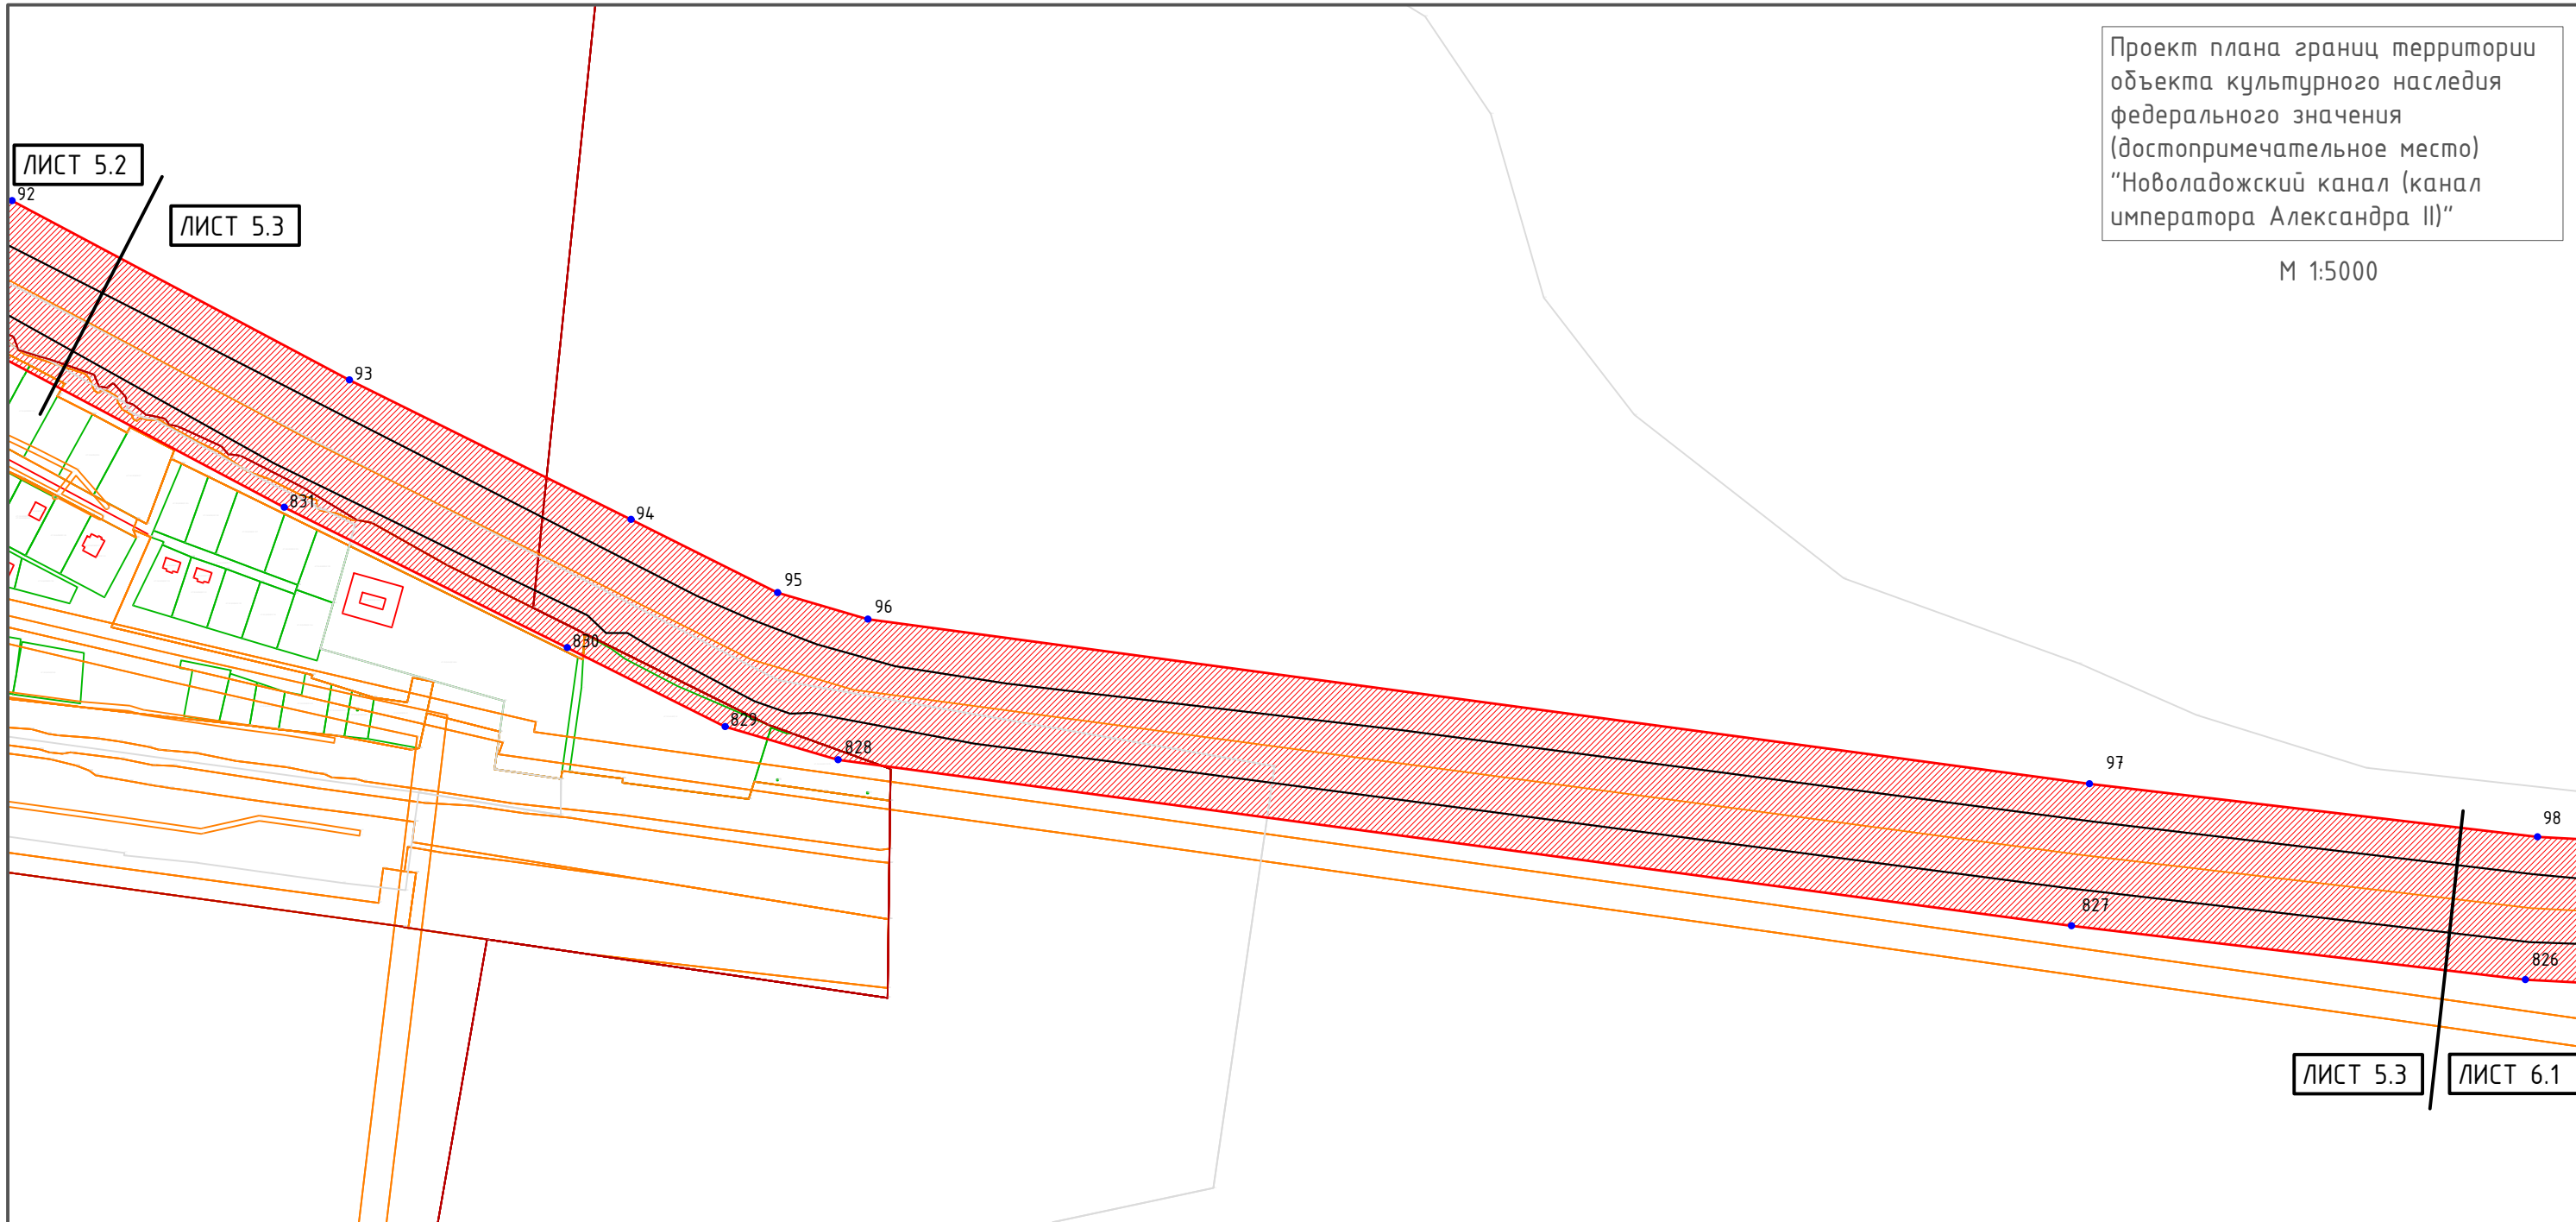 Проект плана границ территории
объекта культурного наследия
федерального значения
(достопримечательное место)
"Новоладожский канал (канал
императора Александра II)"
М 1:5000
ЛИСТ 5.2
92
ЛИСТ 5.3
93
831
94
95
96
830
829
828
97
98
827
826
ЛИСТ 5.3
ЛИСТ 6.1